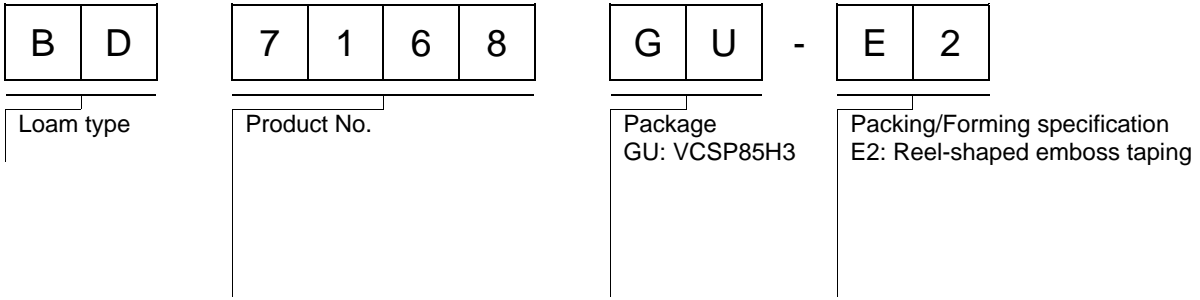 B D 7 1 6 8 G U - E 2
Loam type Product No. Package Packing/Forming specification
GU: VCSP85H3 E2: Reel-shaped emboss taping